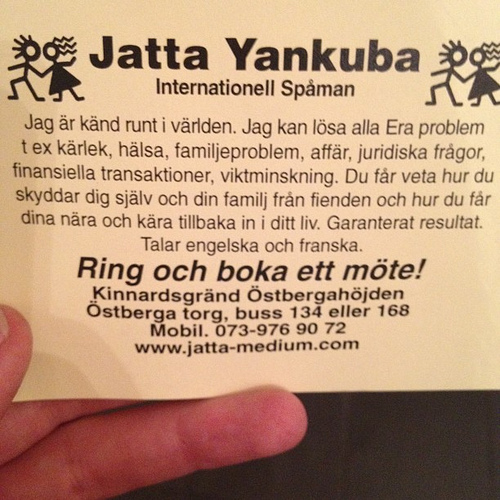 Jatta Yankuba
Internationell Spåman
Jag är känd runt i världen. Jag kan lösa alla Era problem
t ex kärlek, hälsa, familjeproblem, affär, juridiska frågor,
finansiella transaktioner, viktminskning. Du får veta hur du
skyddar dig själv och din familj från fienden och hur du får
dina nära och kära tillbaka in i ditt liv. Garanterat resultat.
Talar engelska och franska.
Ring och boka ett möte!
Kinnardsgränd Östbergahöjden
Östberga torg, buss 134 eller 168
Mobil. 073-976 90 72
www.jatta-medium.com